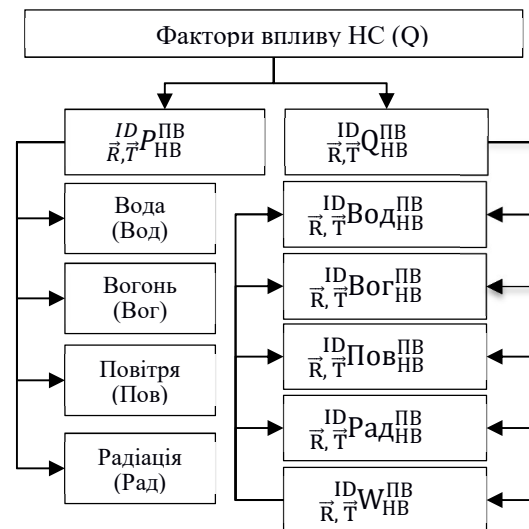 Фактори впливу НС (Q)
ID R⃗,T⃗ P ПВ НВ
ID R⃗,T⃗ Q ПВ НВ
Вода
(Вод)
ID R⃗, T⃗ Вод ПВ НВ
Вогонь
(Вог)
ID R⃗, T⃗ Вог ПВ НВ
Повітря
(Пов)
ID R⃗, T⃗ Пов ПВ НВ
Радіація
(Рад)
ID R⃗, T⃗ Рад ПВ НВ
ID R⃗, T⃗ W ПВ НВ